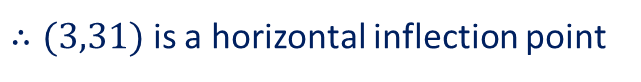 ∴ (3,31) is a horizontal inflection point